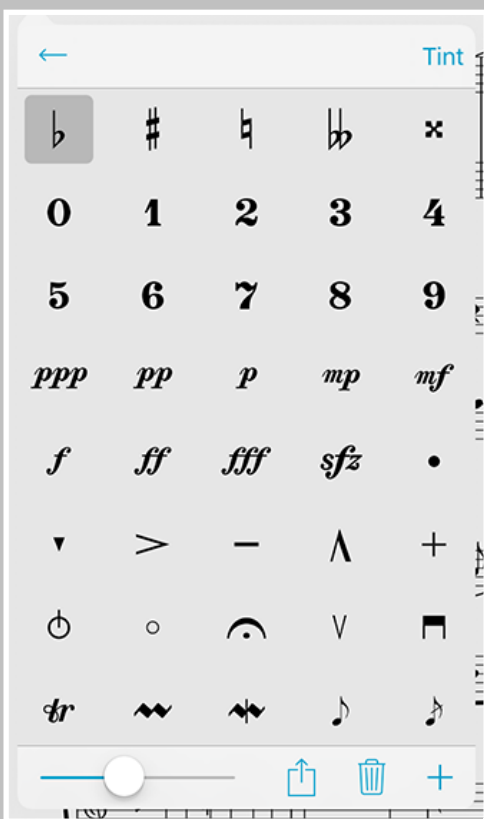 ← Tint
♭ ♯ ♮ 𝄫 𝄪
0 1 2 3 4
5 6 7 8 9
ppp pp p mp mf
f ff fff sfz •
▾ > – Λ +
○ V
tr ♪
+